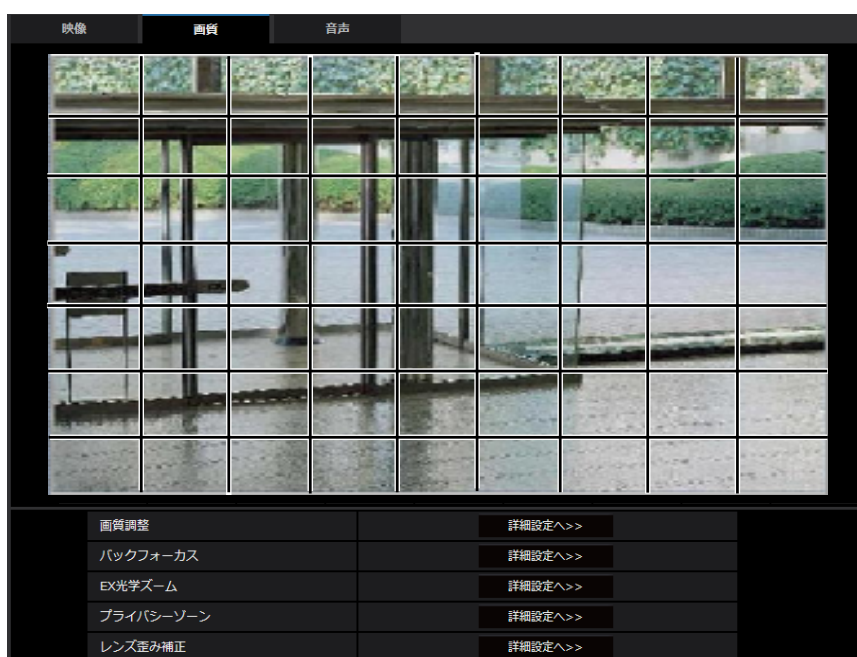 映像 画質 音声
画質調整 詳細設定へ>>
バックフォーカス 詳細設定へ>>
EX光学ズーム 詳細設定へ>>
プライバシーゾーン 詳細設定へ>>
レンズ歪み補正 詳細設定へ>>